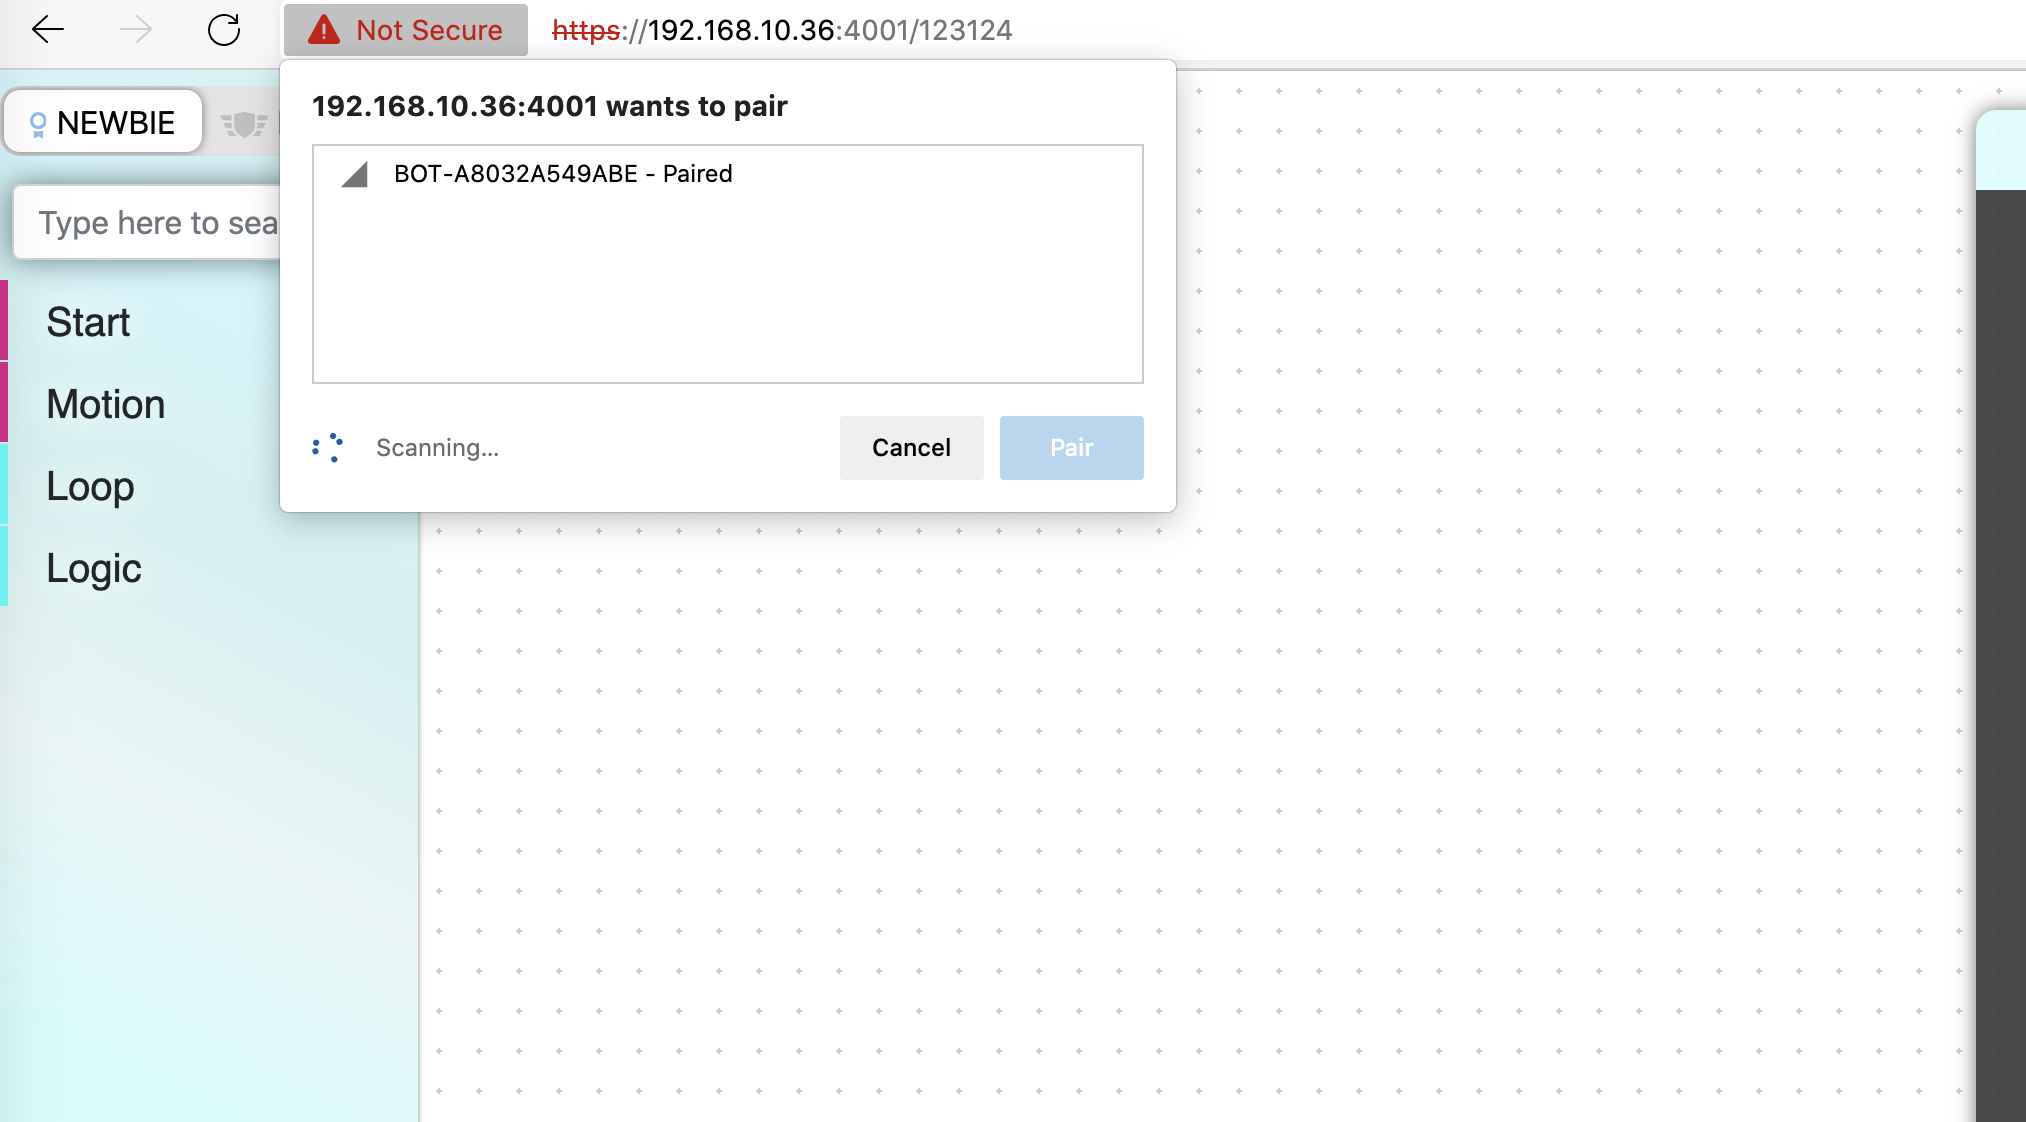 Not Secure https://192.168.10.36:4001/123124
192.168.10.36:4001 wants to pair
BOT-A8032A549ABE - Paired
Scanning...
Cancel
Pair
NEWBIE
Type here to sea
Start
Motion
Loop
Logic